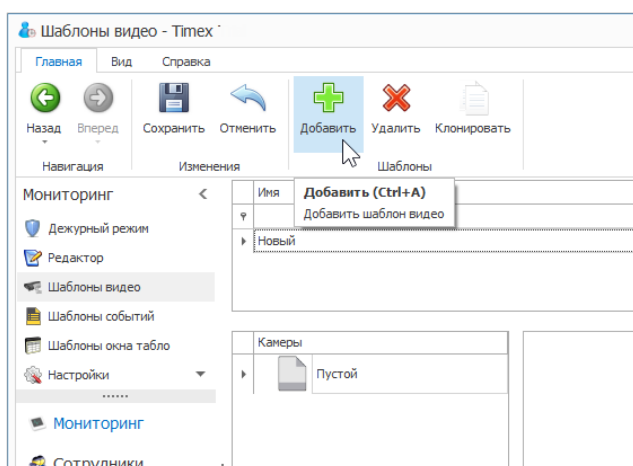 Шаблоны видео - Timex
Главная Вид Справка
Назад Вперед Сохранить Отменить Добавить Удалить Клонировать
Навигация Изменения Шаблоны
Мониторинг
Имя
Добавить (Ctrl+A)
Добавить шаблон видео
Дежурный режим
Новый
Редактор
Шаблоны видео
Шаблоны событий
Шаблоны окна табло
Камеры
Настройки
Пустой
Мониторинг
Сотрудники